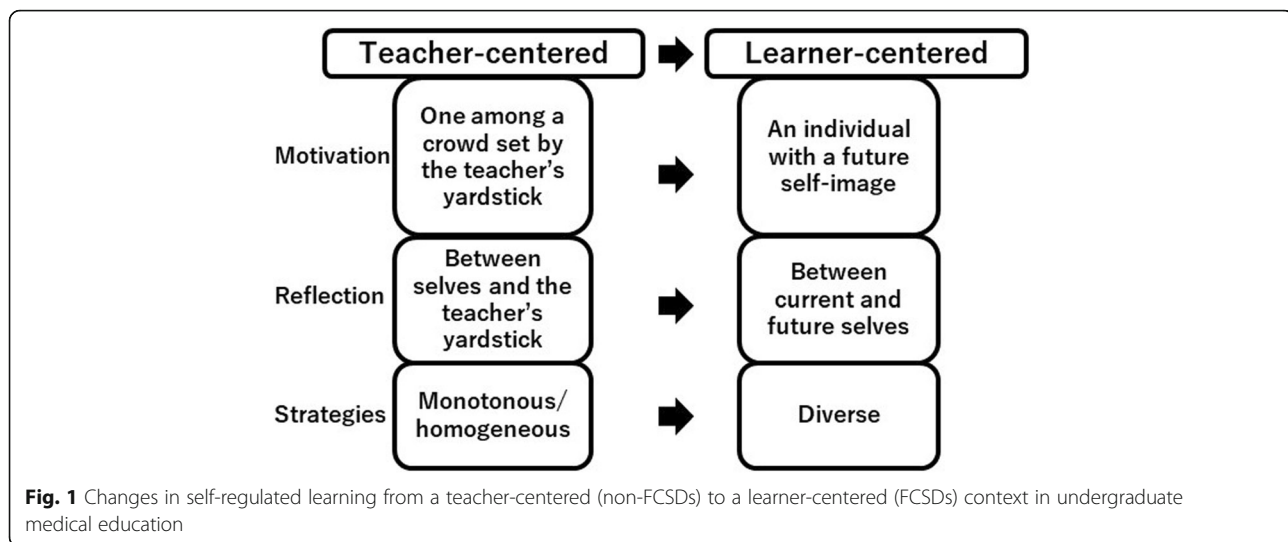 Teacher-centered
Learner-centered
Motivation
One among a
crowd set by
the teacher's
yardstick
An individual
with a future
self-image
Reflection
Between
selves and the
teacher's
yardstick
Between
current and
future selves
Strategies
Monotonous/
homogeneous
Diverse
Fig. 1 Changes in self-regulated learning from a teacher-centered (non-FCSDs) to a learner-centered (FCSDs) context in undergraduate
medical education